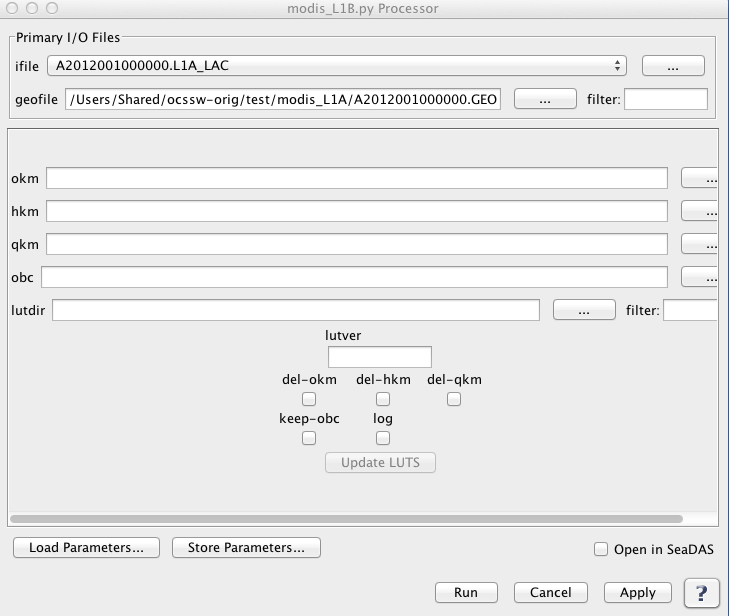 modis_L1B.py Processor
Primary I/O Files
ifile A2012001000000.L1A_LAC ...
geofile /Users/Shared/ocssw-orig/test/modis_L1A/A2012001000000.GEO ... filter:
okm ...
hkm ...
qkm ...
obc ...
lutdir ... filter:
lutver
del-okm del-hkm del-qkm
keep-obc log
Update LUTS
Load Parameters... Store Parameters... Open in SeaDAS
Run Cancel Apply ?